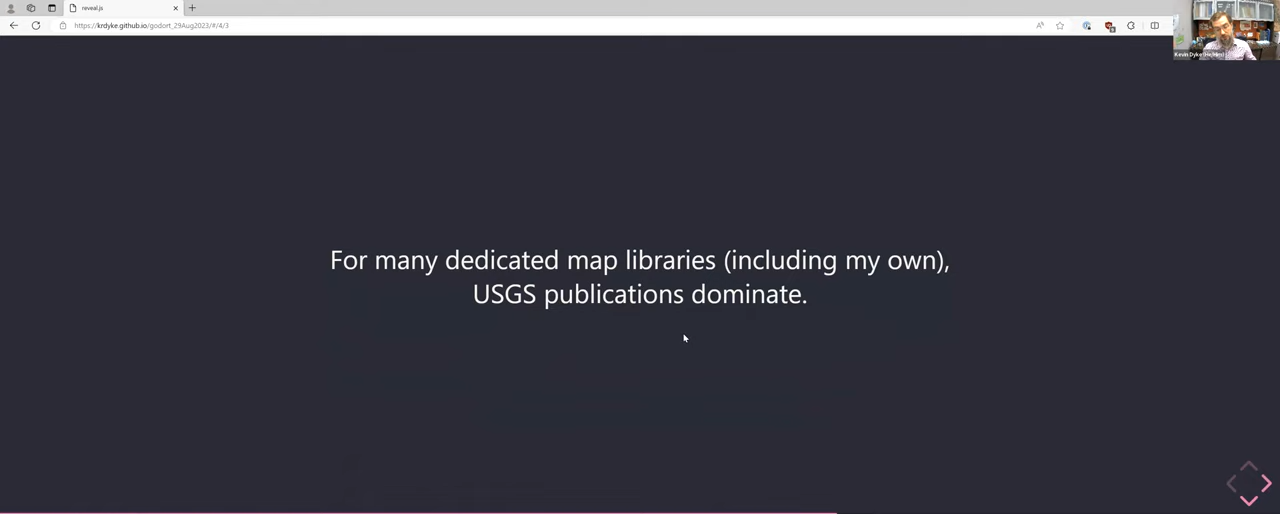 reveal.js
https://krdyke.github.io/godort_29Aug2023/#/4/3
For many dedicated map libraries (including my own),
USGS publications dominate.